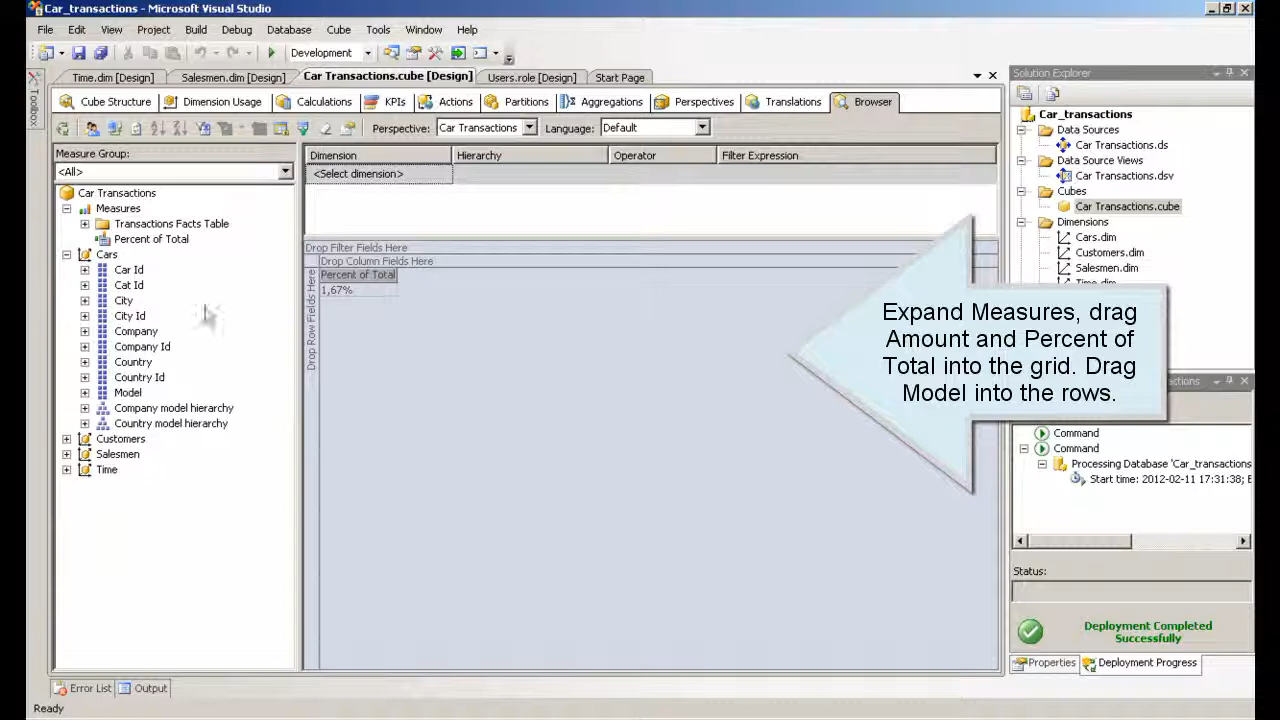 Car_transactions - Microsoft Visual Studio
File Edit View Project Build Debug Database Cube Tools Window Help
Development
Time.dim [Design] Salesmen.dim [Design] Car Transactions.cube [Design] Users.role [Design] Start Page
Solution Explorer
Toolbox
Cube Structure Dimension Usage Calculations KPIs Actions Partitions Aggregations Perspectives Translations Browser
Perspective: Car Transactions Language: Default
Measure Group:
<All>
Car Transactions
Measures
Transactions Facts Table
Percent of Total
Cars
Car Id
Cat Id
City
City Id
Company
Company Id
Country
Country Id
Model
Company model hierarchy
Country model hierarchy
Customers
Salesmen
Time
Dimension Hierarchy Operator Filter Expression
<Select dimension>
Drop Filter Fields Here
Drop Column Fields Here
Drop Row Fields Here
Percent of Total
1,67%
Expand Measures, drag
Amount and Percent of
Total into the grid. Drag
Model into the rows.
Car_transactions
Data Sources
Car Transactions.ds
Data Source Views
Car Transactions.dsv
Cubes
Car Transactions.cube
Dimensions
Cars.dim
Customers.dim
Salesmen.dim
Time.dim
Command
Command
Processing Database 'Car_transactions
Start time: 2012-02-11 17:31:38; E
Status:
Deployment Completed
Successfully
Properties Deployment Progress
Error List Output
Ready